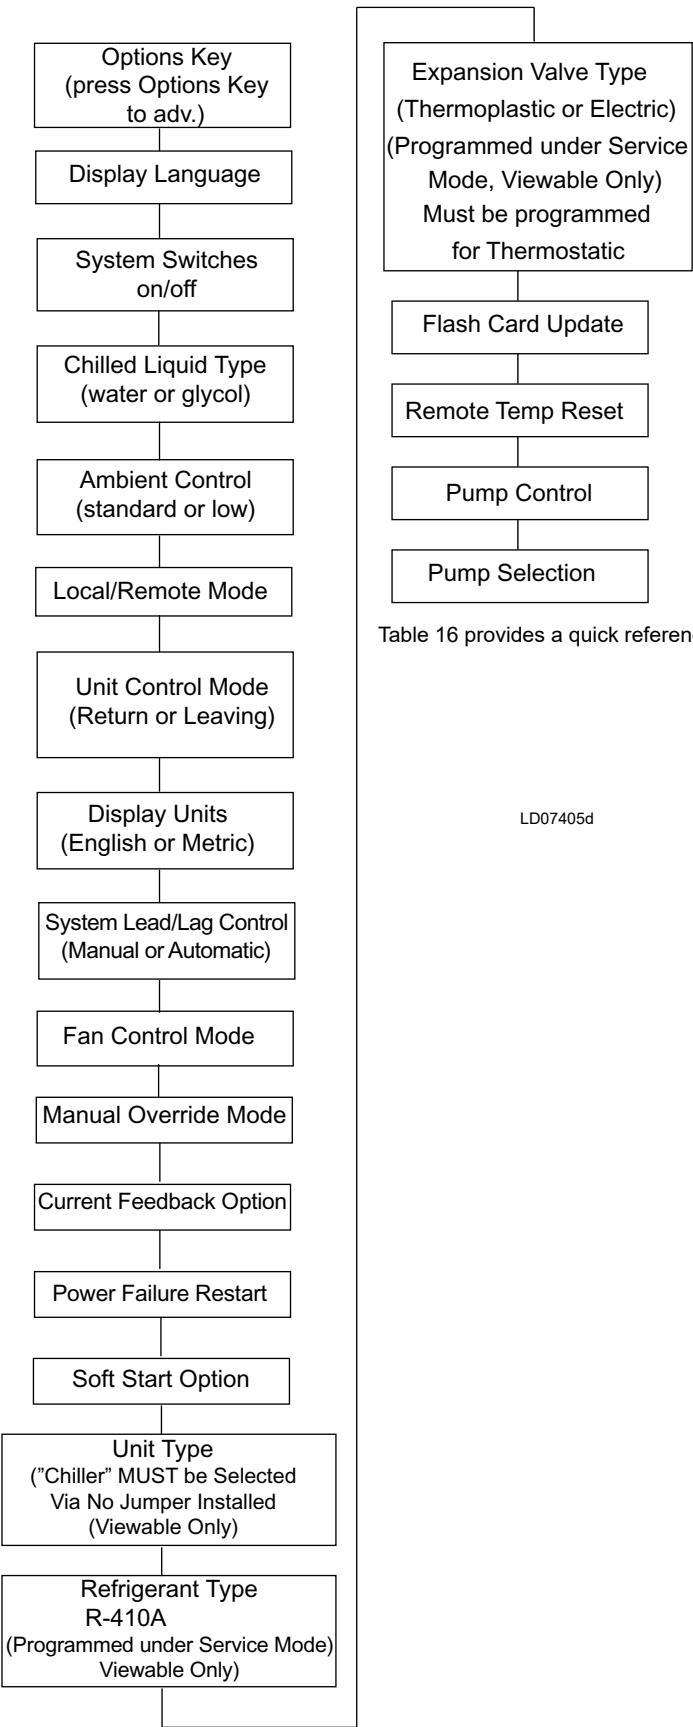 Options Key
(press Options Key
to adv.)
Display Language
System Switches
on/off
Chilled Liquid Type
(water or glycol)
Ambient Control
(standard or low)
Local/Remote Mode
Unit Control Mode
(Return or Leaving)
Display Units
(English or Metric)
System Lead/Lag Control
(Manual or Automatic)
Fan Control Mode
Manual Override Mode
Current Feedback Option
Power Failure Restart
Soft Start Option
Unit Type
("Chiller" MUST be Selected
Via No Jumper Installed
(Viewable Only)
Refrigerant Type
R-410A
(Programmed under Service Mode)
Viewable Only)
Expansion Valve Type
(Thermoplastic or Electric)
(Programmed under Service
Mode, Viewable Only)
Must be programmed
for Thermostatic
Flash Card Update
Remote Temp Reset
Pump Control
Pump Selection
Table 16 provides a quick
LD07405d